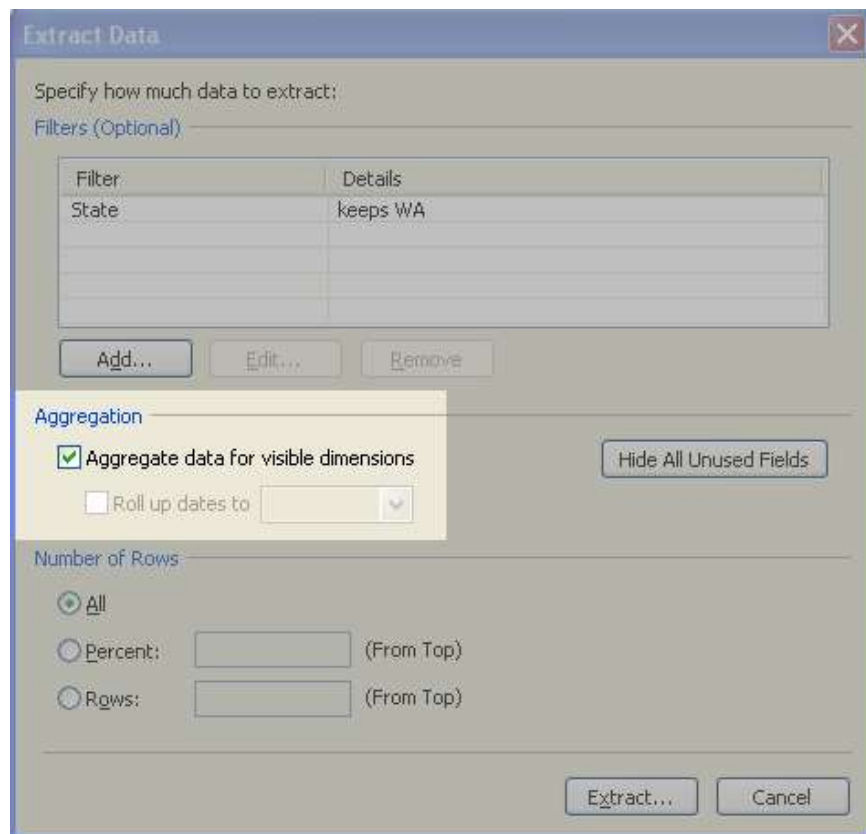 Extract Data
Specify how much data to extract:
Filters (Optional)
Filter Details
State keeps WA
Add... Edit... Remove
Aggregation
Aggregate data for visible dimensions
Hide All Unused Fields
Roll up dates to
Number of Rows
All
Percent: (From Top)
Rows: (From Top)
Extract... Cancel